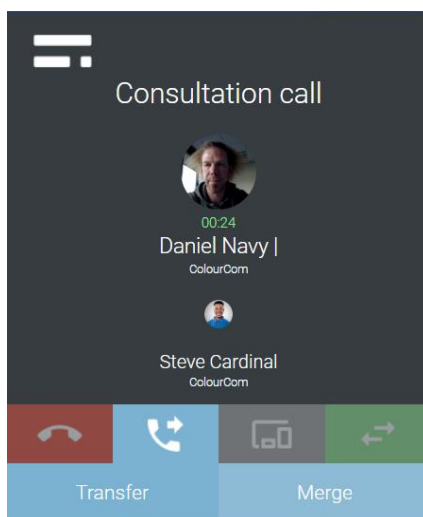 Consultation call
00:24
Daniel Navy |
ColourCom
Steve Cardinal
ColourCom
Transfer Merge